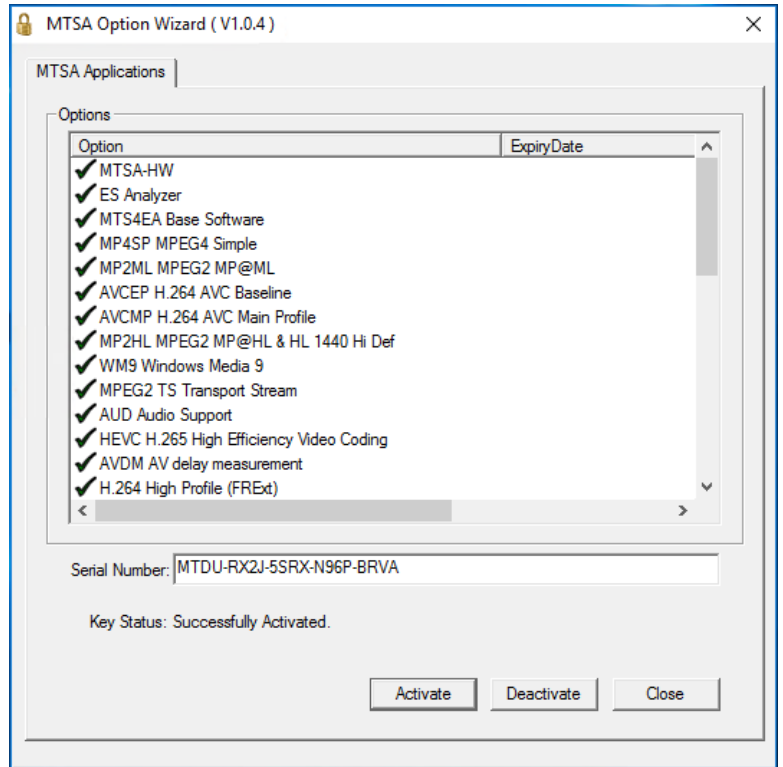 MTSA Option Wizard ( V1.0.4 )
MTSA Applications
Options
Option ExpiryDate
MTSA-HW
ES Analyzer
MTS4EA Base Software
MP4SP MPEG4 Simple
MP2ML MPEG2 MP@ML
AVCEP H.264 AVC Baseline
AVCMP H.264 AVC Main Profile
MP2HL MPEG2 MP@HL & HL 1440 Hi Def
WM9 Windows Media 9
MPEG2 TS Transport Stream
AUD Audio Support
HEVC H.265 High Efficiency Video Coding
AVDM AV delay measurement
H.264 High Profile (FRExt)
Serial Number: MTDU-RX2J-5SRX-N96P-BRVA
Key Status: Successfully Activated.
Activate Deactivate Close